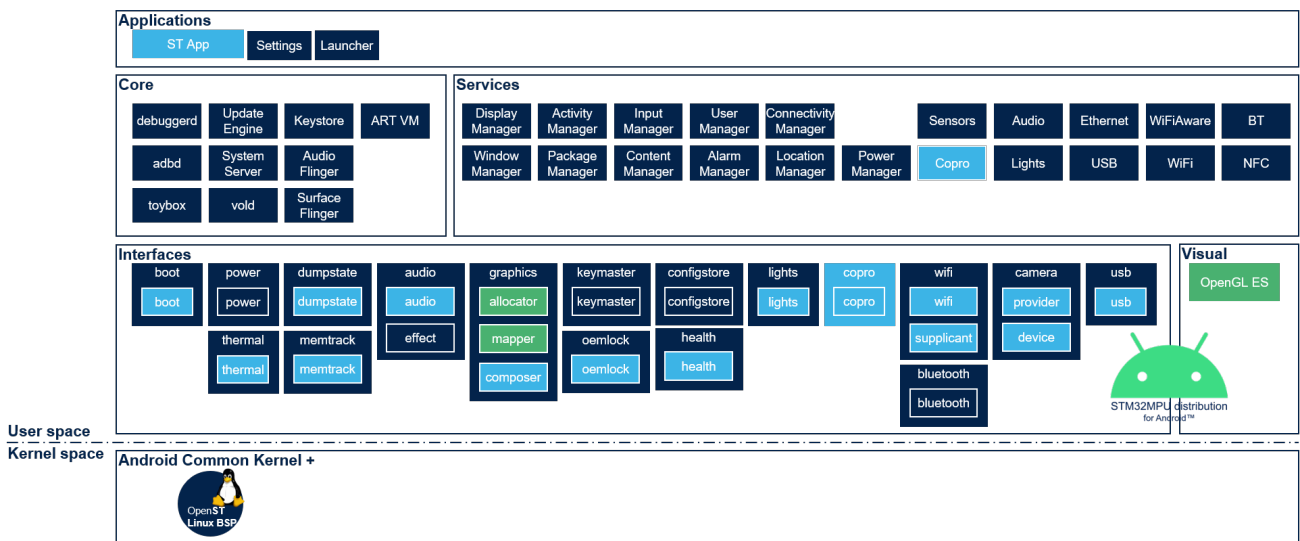 Applications
ST App
Settings
Launcher
Core
debuggerd
Update
Engine
Keystore
ART VM
adbd
System
Server
Audio
Flinger
toybox
vold
Surface
Flinger
Services
Display
Manager
Activity
Manager
Input
Manager
User
Manager
Connectivity
Manager
Sensors
Audio
Ethernet
WiFiAware
BT
Window
Manager
Package
Manager
Content
Manager
Alarm
Manager
Location
Manager
Power
Manager
Copro
Lights
USB
WiFi
NFC
Interfaces
boot
boot
power
power
thermal
thermal
dumpstate
dumpstate
memtrack
memtrack
audio
audio
effect
graphics
allocator
mapper
composer
keymaster
keymaster
oemlock
oemlock
configstore
configstore
health
health
lights
lights
copro
copro
wifi
wifi
supplicant
bluetooth
bluetooth
camera
provider
device
usb
usb
Visual
OpenGL ES
STM32MPU distribution
for Android™
User space
Kernel space
Android Common Kernel +
OpenST
Linux BSP